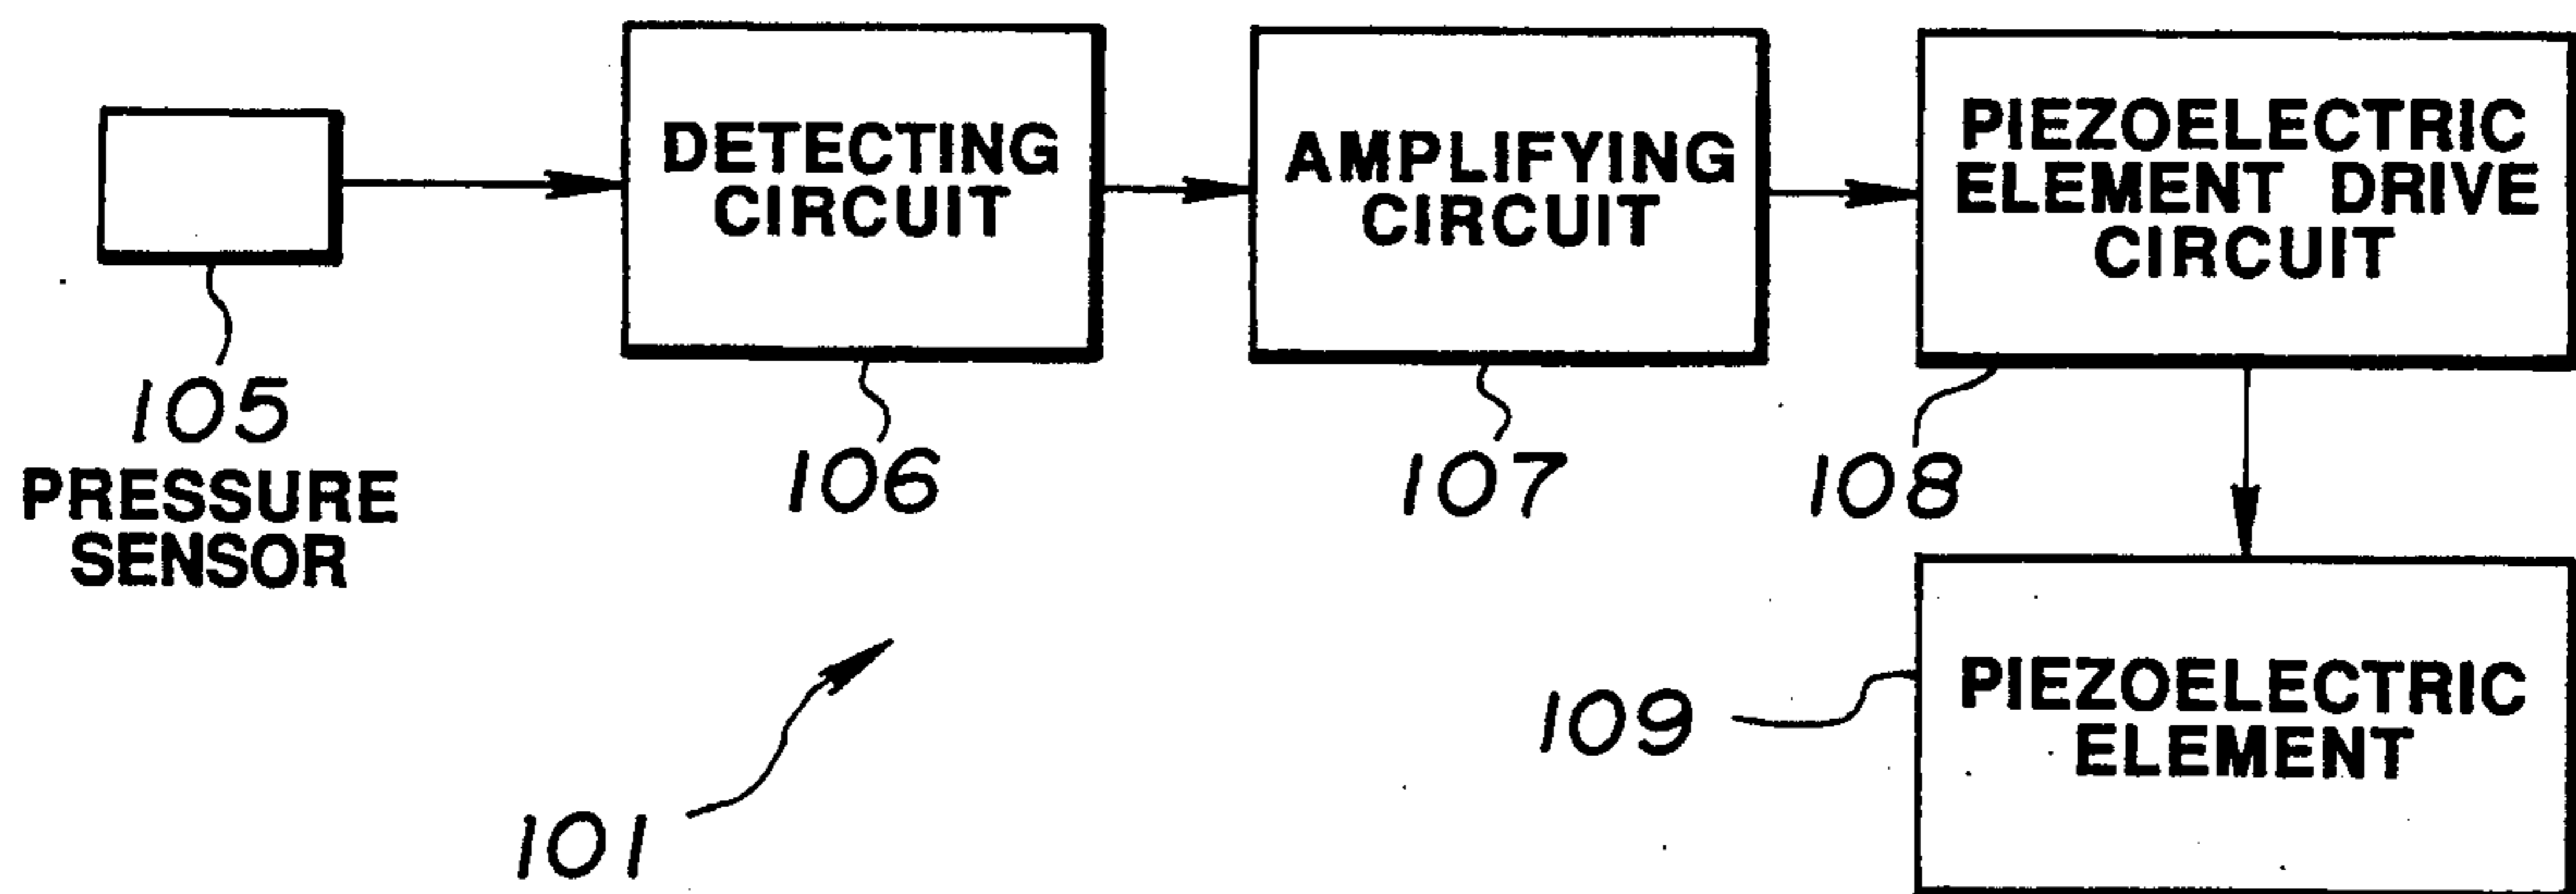 DETECTING
CIRCUIT
AMPLIFYING
CIRCUIT
PIEZOELECTRIC
ELEMENT DRIVE
CIRCUIT
105
PRESSURE
SENSOR
106
107
108
PIEZOELECTRIC
ELEMENT
109
101